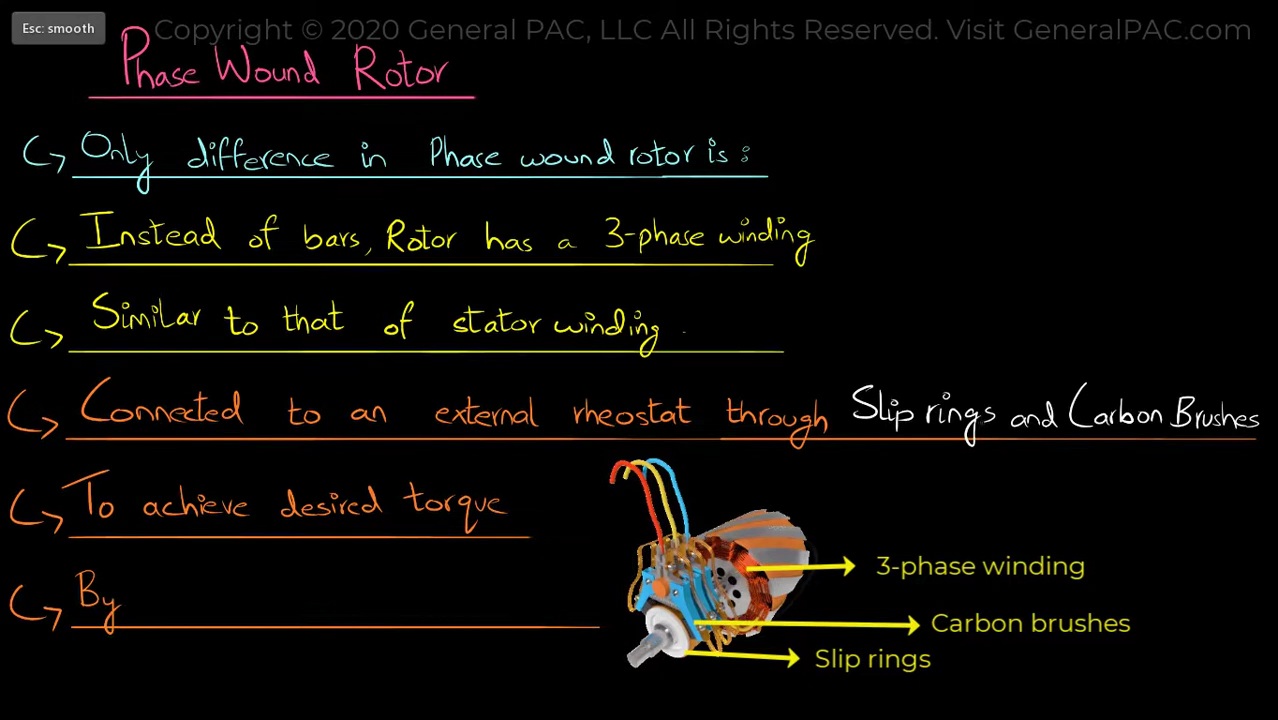 Esc: smooth
Copyright © 2020 General PAC, LLC All Rights Reserved. Visit GeneralPAC.com
Phase Wound Rotor
Only difference in Phase wound rotor is:
Instead of bars, Rotor has a 3-phase winding
Similar to that of stator winding
Connected to an external rheostat through Slip rings and Carbon Brushes
To achieve desired torque
By
3-phase winding
Carbon brushes
Slip rings